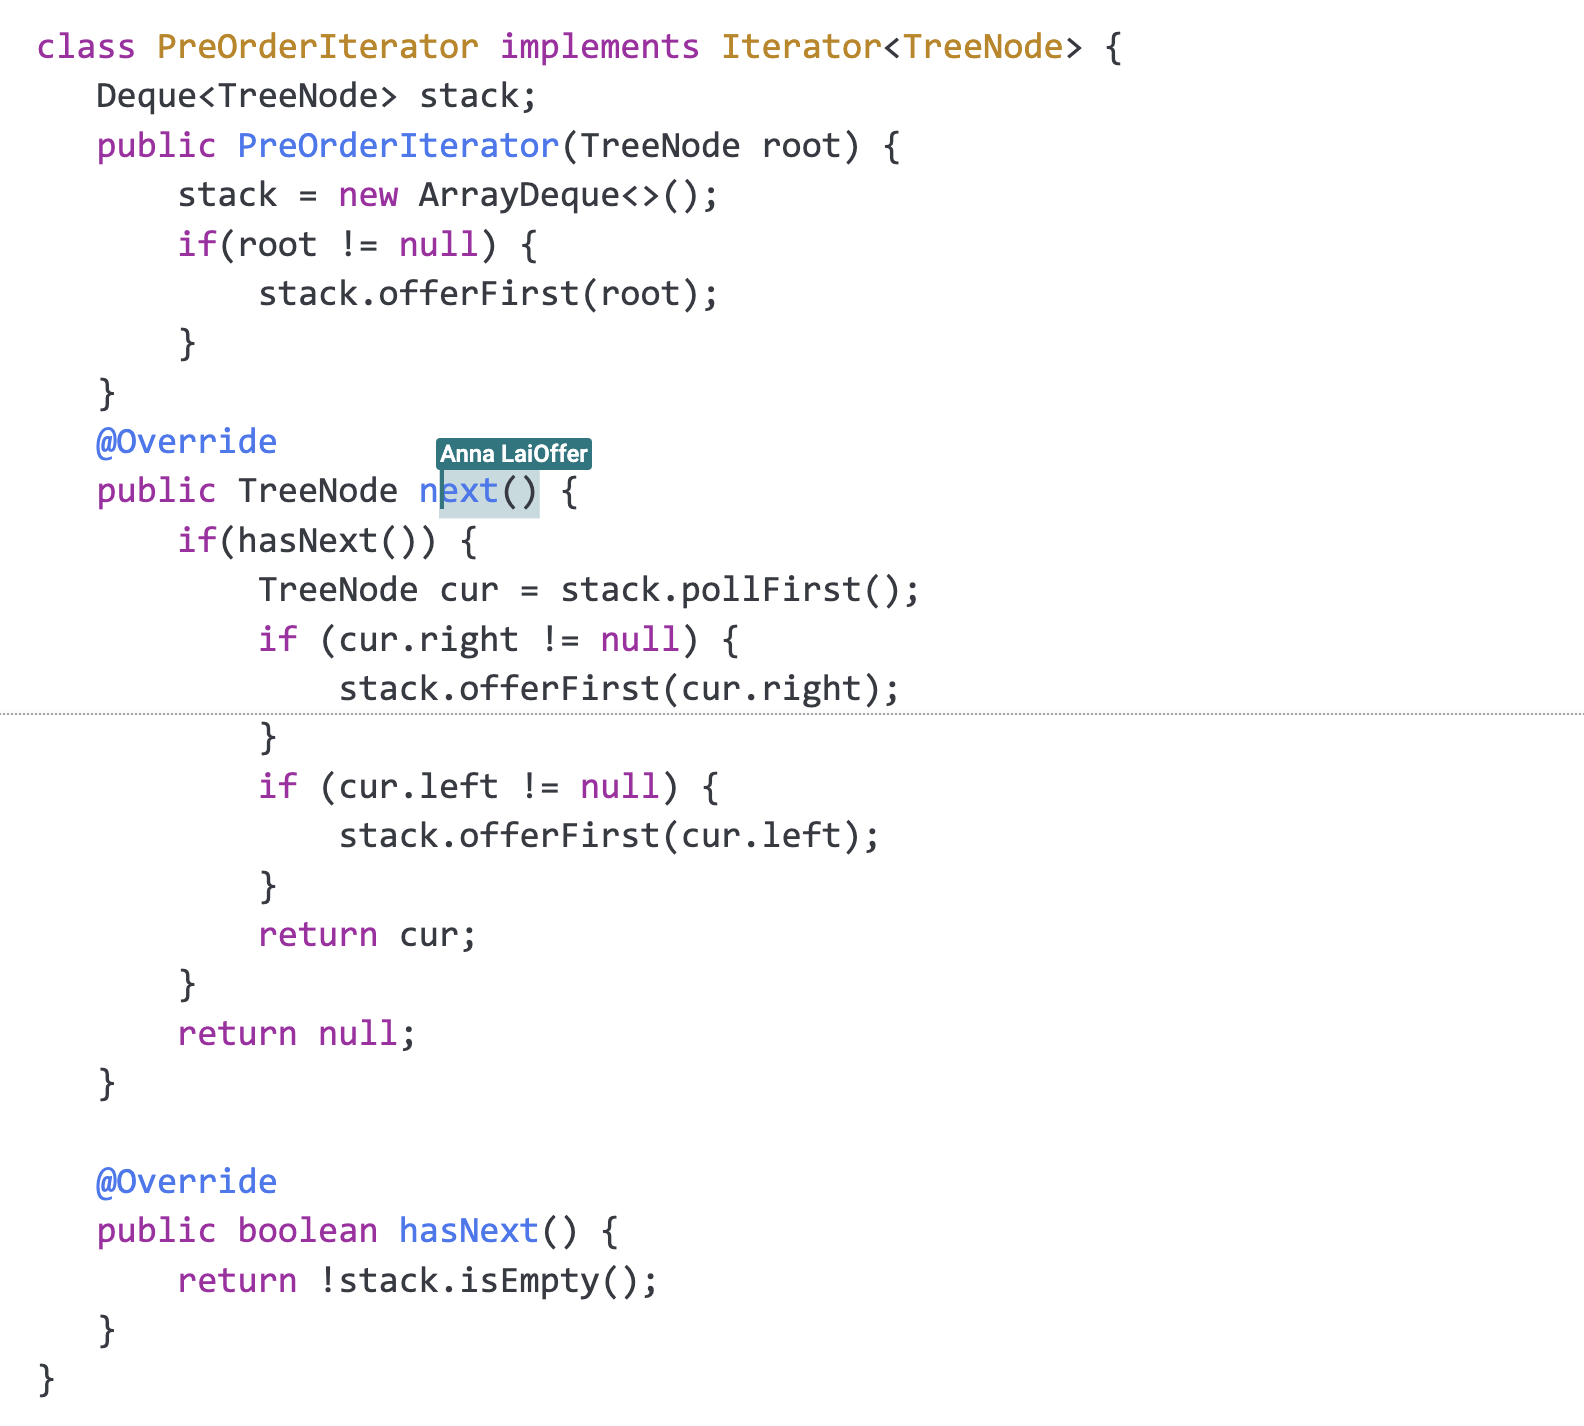 class PreOrderIterator implements Iterator<TreeNode> {
Deque<TreeNode> stack;
public PreOrderIterator(TreeNode root) {
stack = new ArrayDeque<>();
if(root != null) {
stack.offerFirst(root);
}
}
@Override
Anna LaiOffer
public TreeNode next() {
if(hasNext()) {
TreeNode cur = stack.pollFirst();
if (cur.right != null) {
stack.offerFirst(cur.right);
}
if (cur.left != null) {
stack.offerFirst(cur.left);
}
return cur;
}
return null;
}
@Override
public boolean hasNext() {
return !stack.isEmpty();
}
}